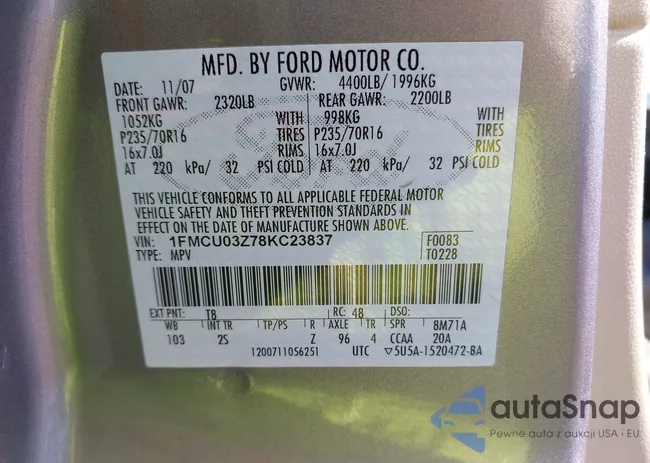 MFD. BY FORD MOTOR CO.
DATE: 11/07 GVWR: 4400LB/ 1996KG
FRONT GAWR: 2320LB REAR GAWR: 2200LB
1052KG WITH 998KG WITH
P235/70R16 TIRES P235/70R16 TIRES
16x7.0J RIMS 16x7.0J RIMS
AT 220 kPa/ 32 PSI COLD AT 220 kPa/ 32 PSI COLD
THIS VEHICLE CONFORMS TO ALL APPLICABLE FEDERAL MOTOR
VEHICLE SAFETY AND THEFT PREVENTION STANDARDS IN
EFFECT ON THE DATE OF MANUFACTURE SHOWN ABOVE.
VIN: 1FMCU03Z78KC23837 F0083
TYPE: MPV T0228
EXT PNT: T8 RC: 48 DSO:
WB INT TR TP/PS R AXLE TR SPR 8M71A
103 2S Z 96 4 CCAA 20A
1200711056251 UTC ▽5U5A-1520472-BA
Ford
autaSnap
Pewne auta z aukcji USA i EU